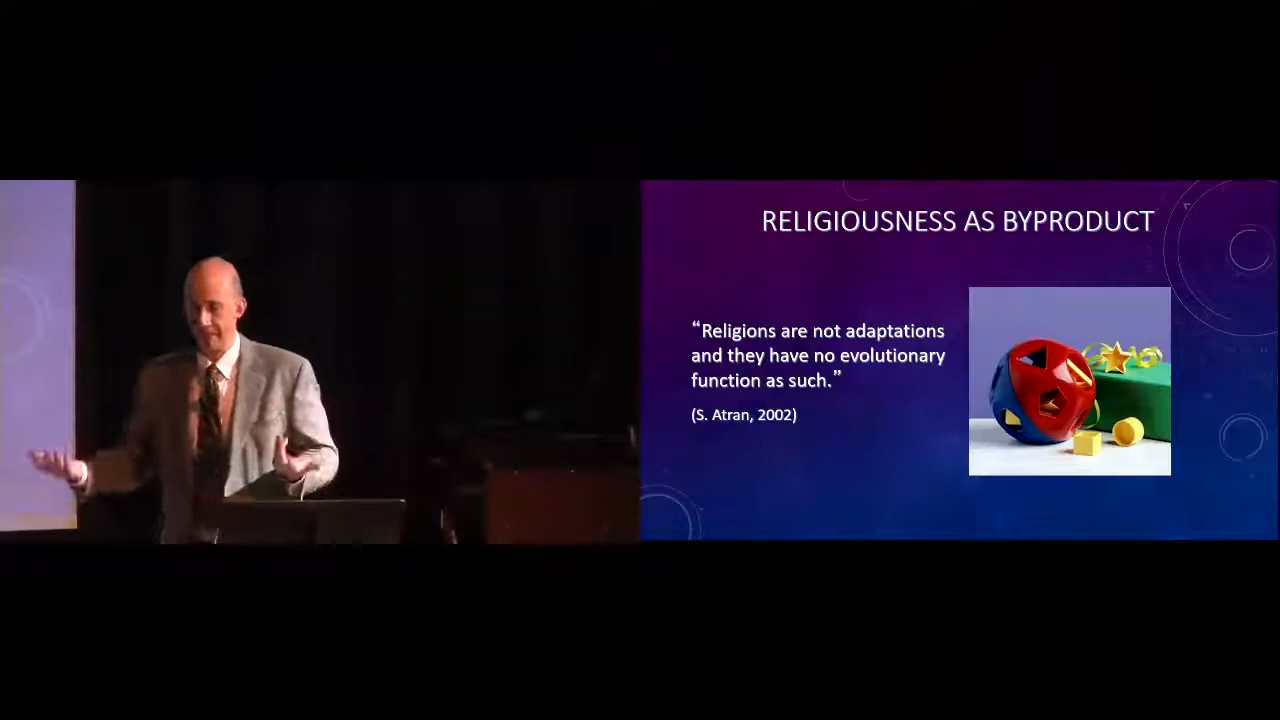 RELIGIOUSNESS AS BYPRODUCT
“Religions are not adaptations
and they have no evolutionary
function as such.”
(S. Atran, 2002)